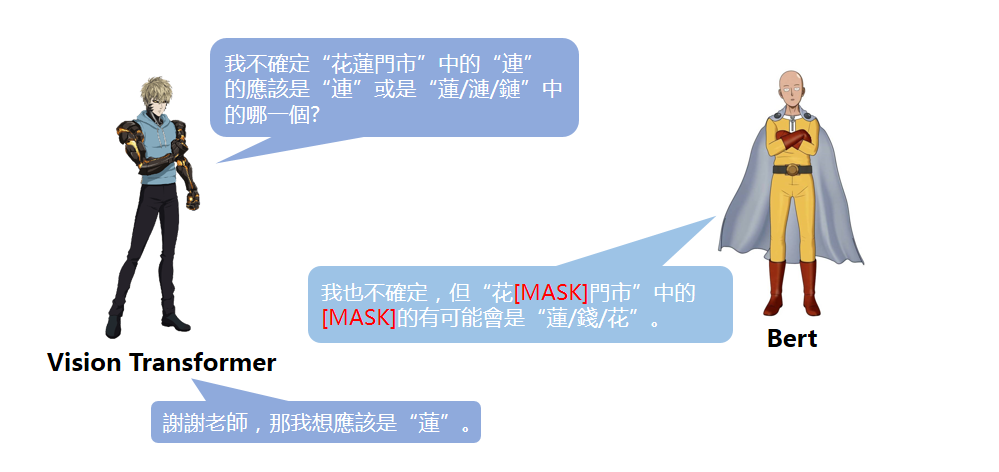 我不確定“花蓮門市”中的“連”
的應該是“連”或是“蓮/漣/鏈”中
的哪一個?
我也不確定，但“花[MASK]門市”中的
[MASK]的有可能會是“蓮/錢/花”。
Bert
Vision Transformer
謝謝老師，那我想應該是“蓮”。